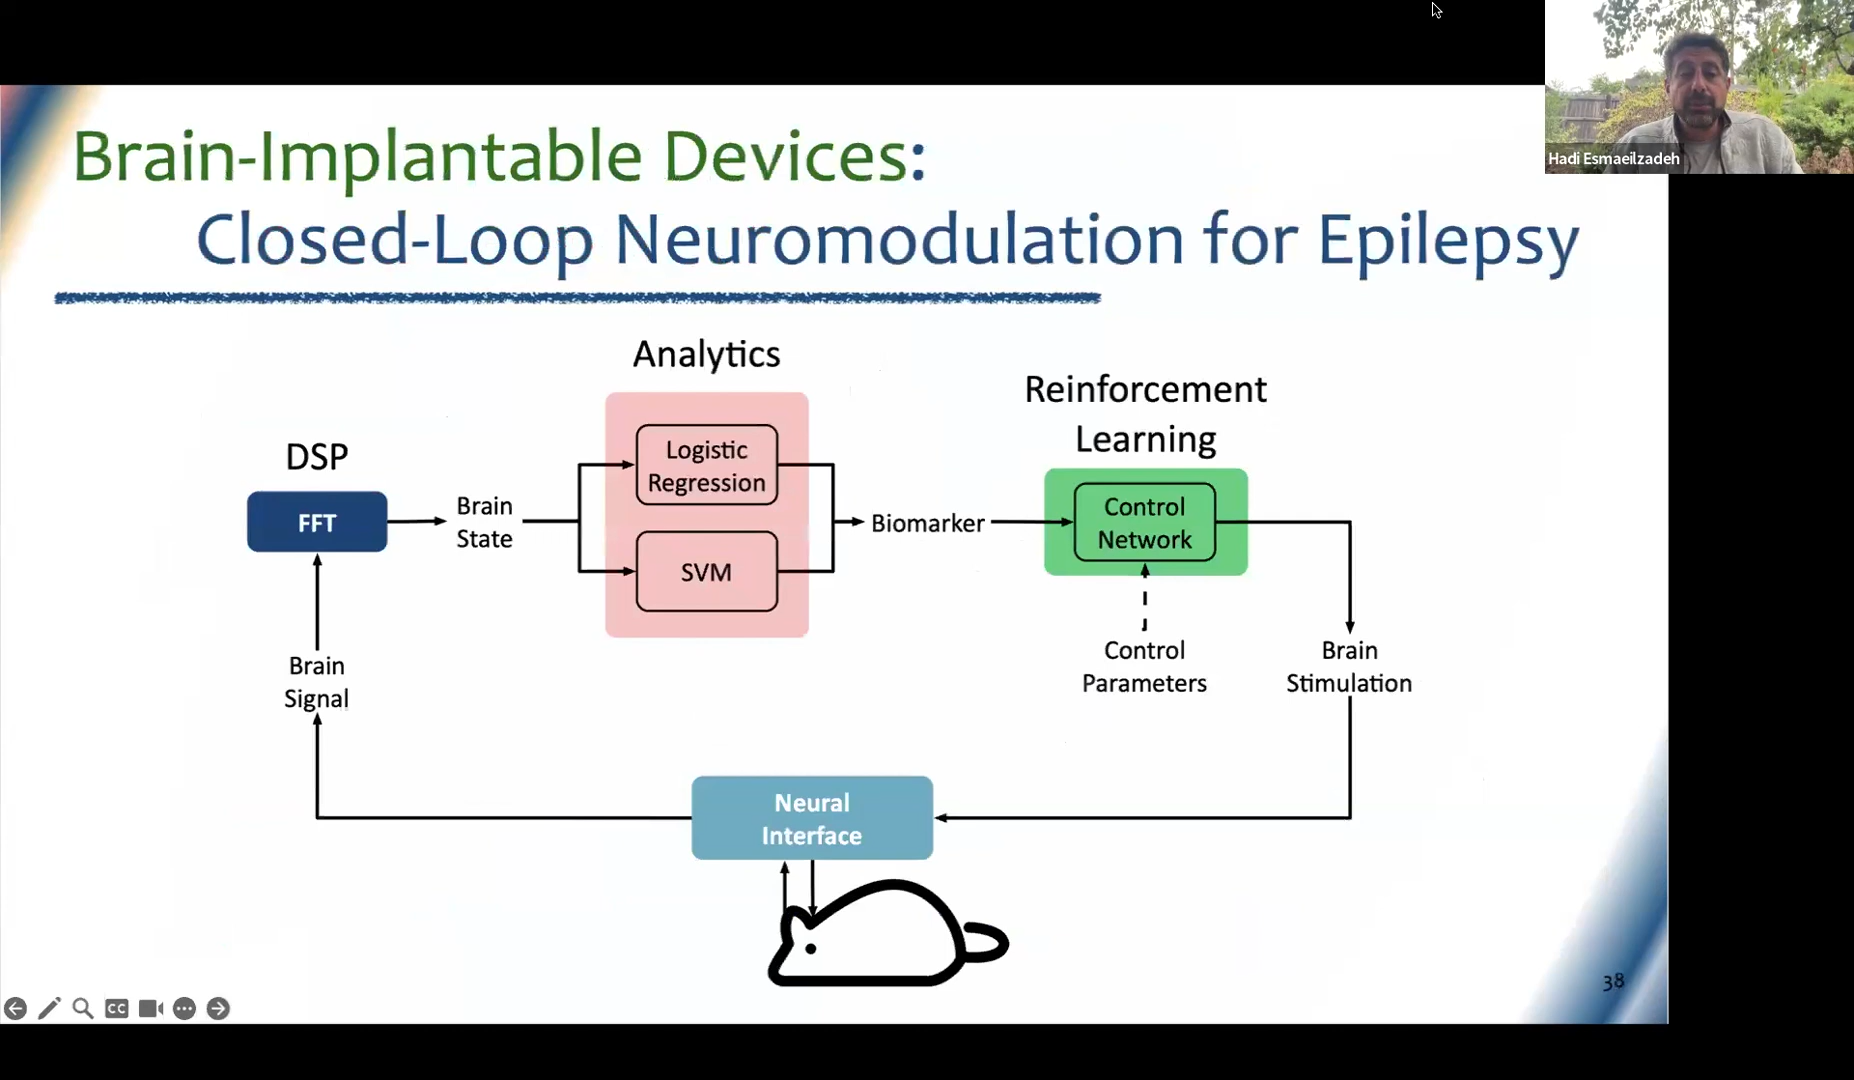 Hadi Esmaeilzadeh
Brain-Implantable Devices:
Closed-Loop Neuromodulation for Epilepsy
Analytics
Reinforcement
Learning
DSP
Logistic
Regression
FFT
Brain
State
SVM
Biomarker
Control
Network
Brain
Signal
Control
Parameters
Brain
Stimulation
Neural
Interface
38
CC